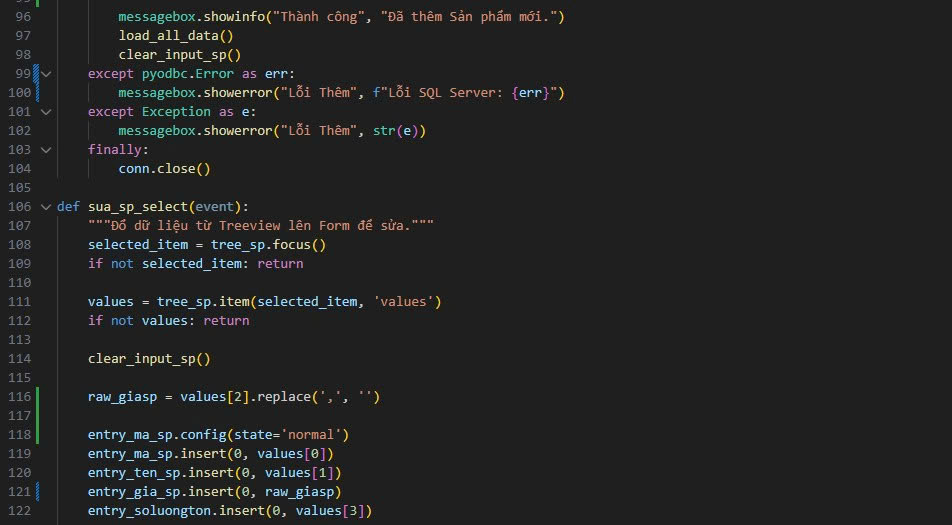 95
96 messagebox.showinfo("Thành công", "Đã thêm Sản phẩm mới.")
97 load_all_data()
98 clear_input_sp()
99 except pyodbc.Error as err:
100 messagebox.showerror("Lỗi Thêm", f"Lỗi SQL Server: {err}")
101 except Exception as e:
102 messagebox.showerror("Lỗi Thêm", str(e))
103 finally:
104 conn.close()
105
106 def sua_sp_select(event):
107 """Đổ dữ liệu từ Treeview lên Form để sửa."""
108 selected_item = tree_sp.focus()
109 if not selected_item: return
110
111 values = tree_sp.item(selected_item, 'values')
112 if not values: return
113
114 clear_input_sp()
115
116 raw_giasp = values[2].replace(',', '')
117
118 entry_ma_sp.config(state='normal')
119 entry_ma_sp.insert(0, values[0])
120 entry_ten_sp.insert(0, values[1])
121 entry_gia_sp.insert(0, raw_giasp)
122 entry_soluongton.insert(0, values[3])